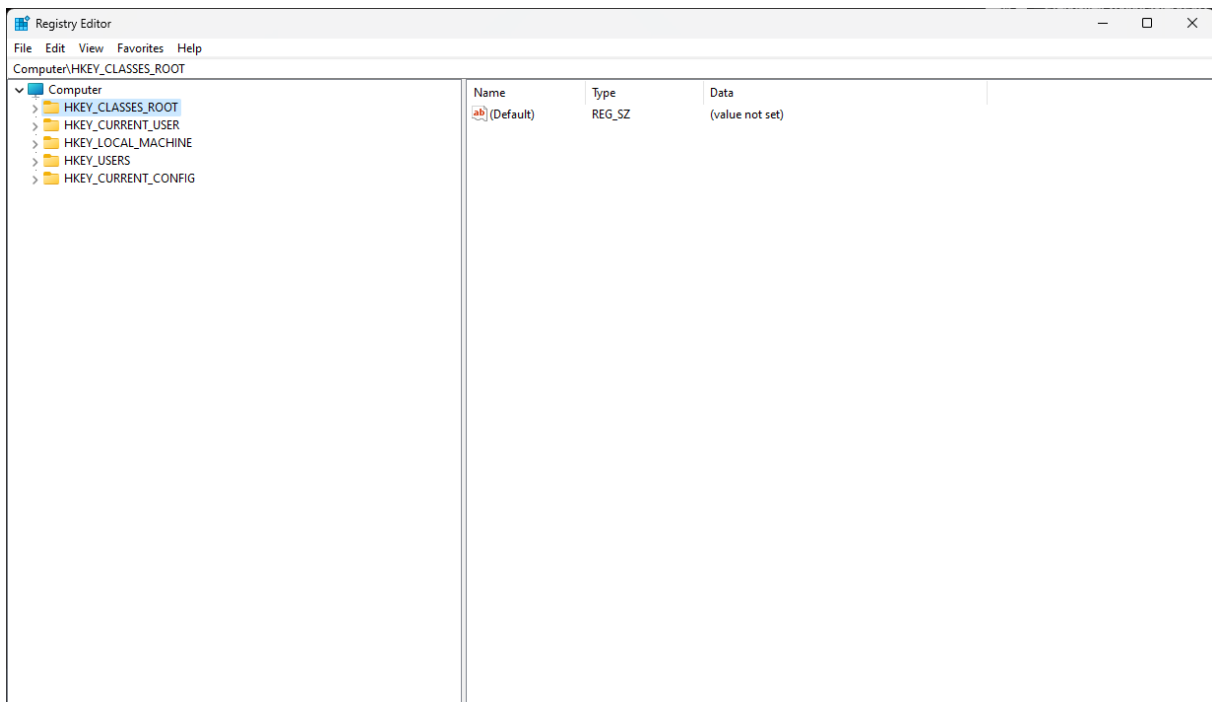 Registry Editor
File Edit View Favorites Help
Computer\HKEY_CLASSES_ROOT
Computer
HKEY_CLASSES_ROOT
HKEY_CURRENT_USER
HKEY_LOCAL_MACHINE
HKEY_USERS
HKEY_CURRENT_CONFIG
Name Type Data
ab (Default) REG_SZ (value not set)